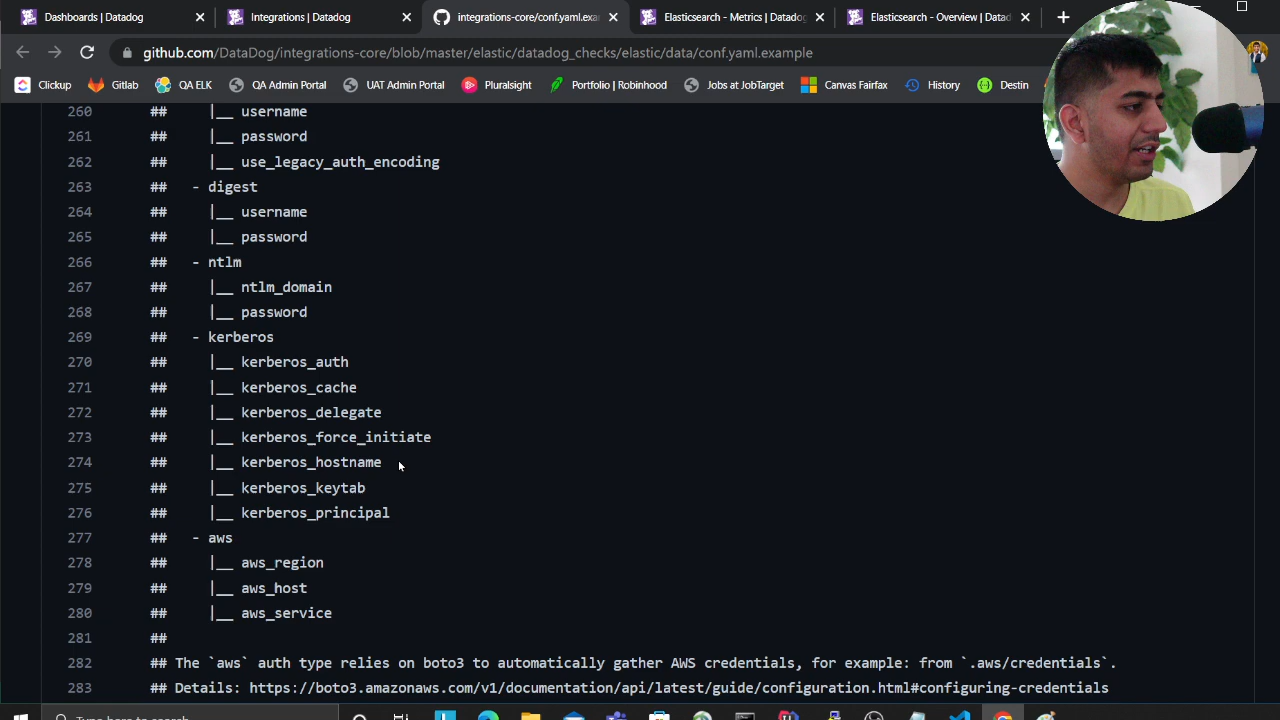 Dashboards | Datadog
Integrations | Datadog
integrations-core/conf.yaml.exa
Elasticsearch - Metrics | Datadog
Elasticsearch - Overview | Datad
github.com/DataDog/integrations-core/blob/master/elastic/datadog_checks/elastic/data/conf.yaml.example
Clickup
Gitlab
QA ELK
QA Admin Portal
UAT Admin Portal
Pluralsight
Portfolio | Robinhood
Jobs at JobTarget
Canvas Fairfax
History
Destin
260 ## |__ username
261 ## |__ password
262 ## |__ use_legacy_auth_encoding
263 ## - digest
264 ## |__ username
265 ## |__ password
266 ## - ntlm
267 ## |__ ntlm_domain
268 ## |__ password
269 ## - kerberos
270 ## |__ kerberos_auth
271 ## |__ kerberos_cache
272 ## |__ kerberos_delegate
273 ## |__ kerberos_force_initiate
274 ## |__ kerberos_hostname
275 ## |__ kerberos_keytab
276 ## |__ kerberos_principal
277 ## - aws
278 ## |__ aws_region
279 ## |__ aws_host
280 ## |__ aws_service
281 ##
282 ## The `aws` auth type relies on boto3 to automatically gather AWS credentials, for example: from `.aws/credentials`.
283 ## Details: https://boto3.amazonaws.com/v1/documentation/api/latest/guide/configuration.html#configuring-credentials
Type here to search